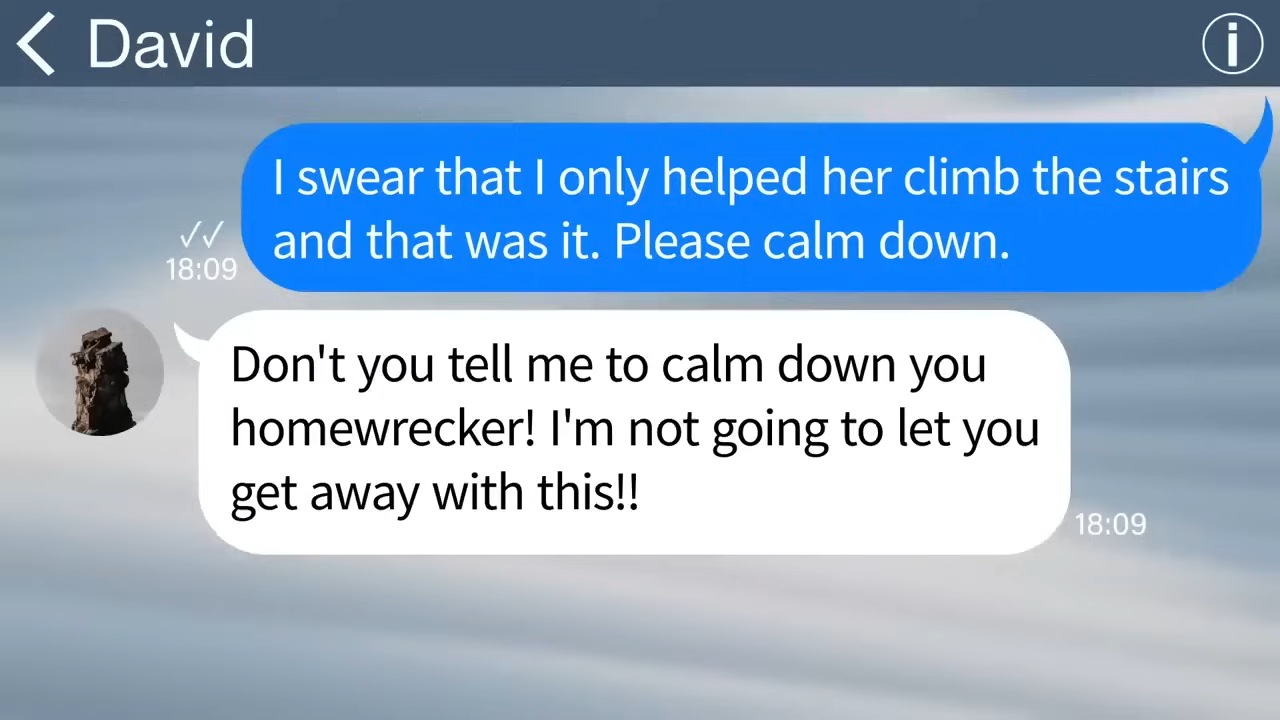 David
I swear that I only helped her climb the stairs
and that was it. Please calm down.
18:09
Don't you tell me to calm down you
homewrecker! I'm not going to let you
get away with this!!
18:09